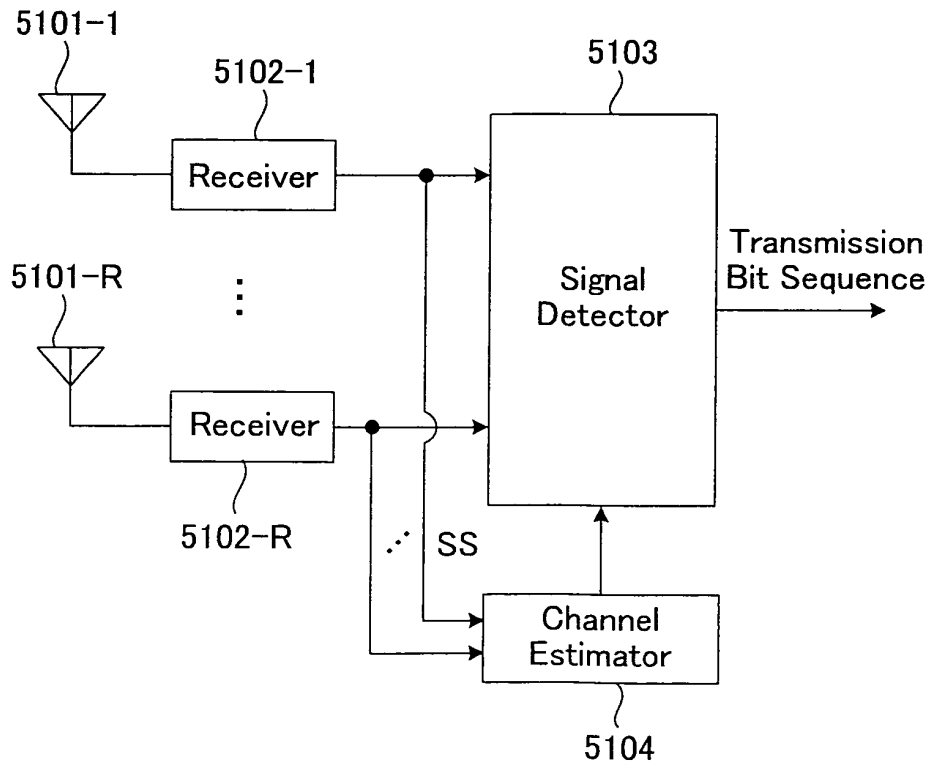 5101-1
5102-1
5103
Receiver
Transmission
Bit Sequence
5101-R
Signal
Detector
Receiver
5102-R
SS
Channel
Estimator
5104